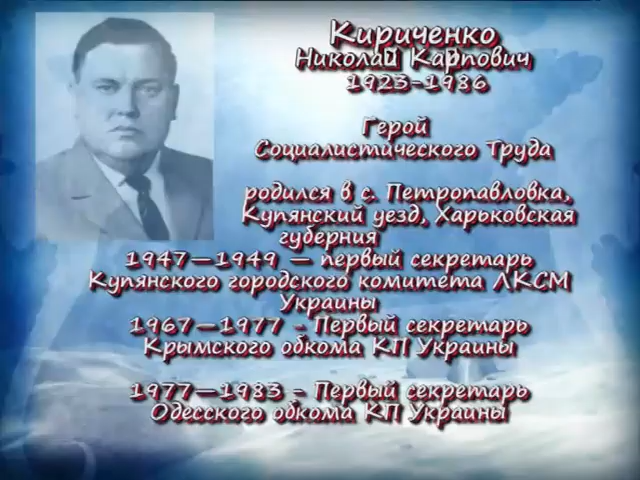 Кириченко
Николай Карпович
1923-1986
Герой
Социалистического Труда
родился в с. Петропавловка,
Купянский уезд, Харьковская
губерния
1947—1949 — первый секретарь
Купянского городского комитета ЛКСМ
Украины
1967—1977 - Первый секретарь
Крымского обкома КП Украины
1977—1983 - Первый секретарь
Одесского обкома КП Украины